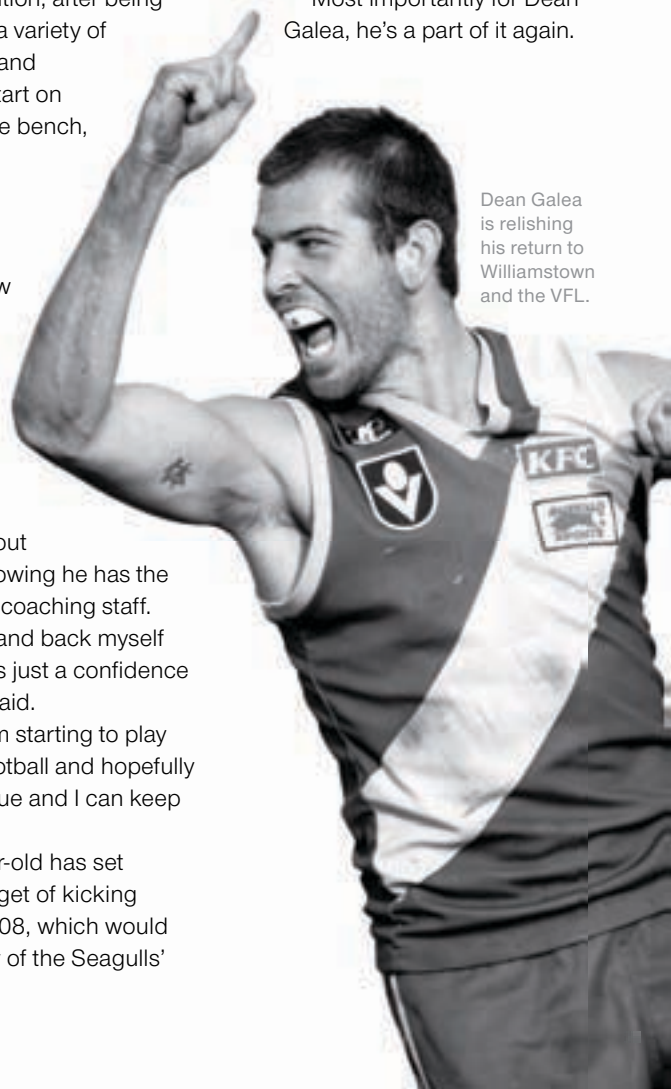 ition, after being
a variety of
and
tart on
e bench,
w
out
owing he has the
coaching staff.
and back myself
s just a confidence
aid.
m starting to play
otball and hopefully
ue and I can keep
r-old has set
get of kicking
08, which would
of the Seagulls'
Most importantly for Dean
Galea, he's a part of it again.
Dean Galea
is relishing
his return to
Williamstown
and the VFL.
KFC